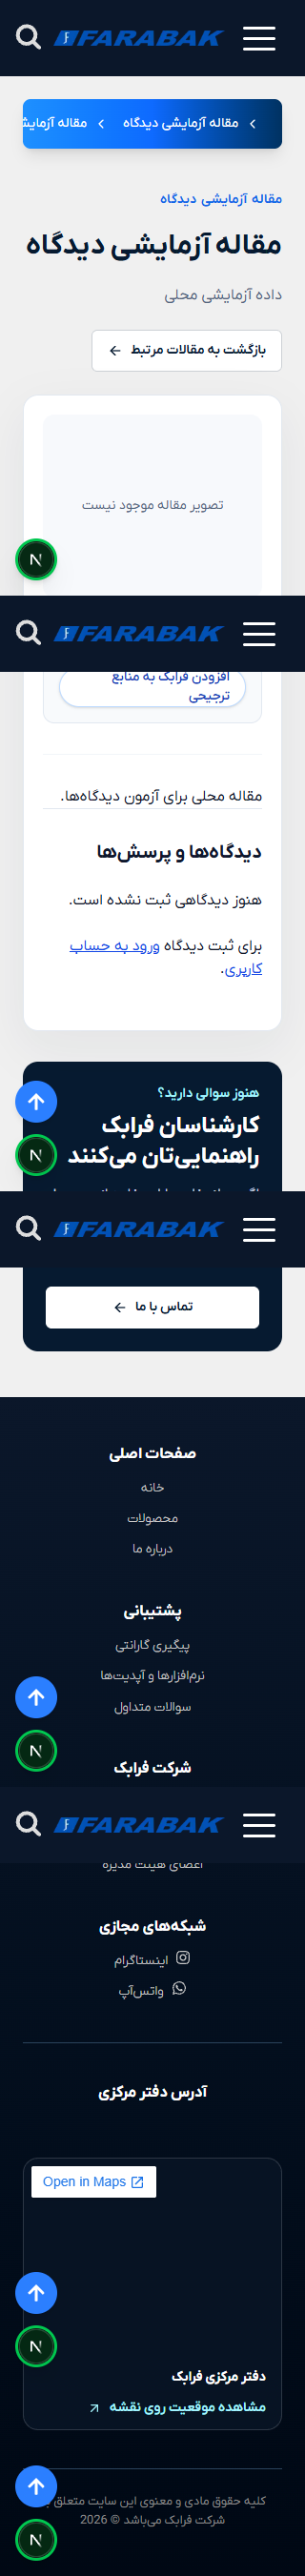 FARABAK
مقاله آزمایشی دیدگاه
مقاله آزمایشی دیدگاه
مقاله آزمایشی دیدگاه
داده آزمایشی محلی
بازگشت به مقالات مرتبط
تصویر مقاله موجود نیست
N
FARABAK
افزودن فرابک به منابع
ترجیحی
مقاله محلی برای آزمون دیدگاه‌ها.
دیدگاه‌ها و پرسش‌ها
هنوز دیدگاهی ثبت نشده است.
برای ثبت دیدگاه ورود به حساب
کاربری.
هنوز سوالی دارید؟
کارشناسان فرابک
راهنمایی‌تان می‌کنند
N
FARABAK
تماس با ما
صفحات اصلی
خانه
محصولات
درباره ما
پشتیبانی
پیگیری گارانتی
نرم‌افزارها و آپدیت‌ها
سوالات متداول
N
شرکت فرابک
FARABAK
اعضای هیئت مدیره
شبکه‌های مجازی
اینستاگرام
واتس‌آپ
آدرس دفتر مرکزی
Open in Maps
N
دفتر مرکزی فرابک
مشاهده موقعیت روی نقشه
کلیه حقوق مادی و معنوی این سایت متعلق
شرکت فرابک می‌باشد © 2026
N